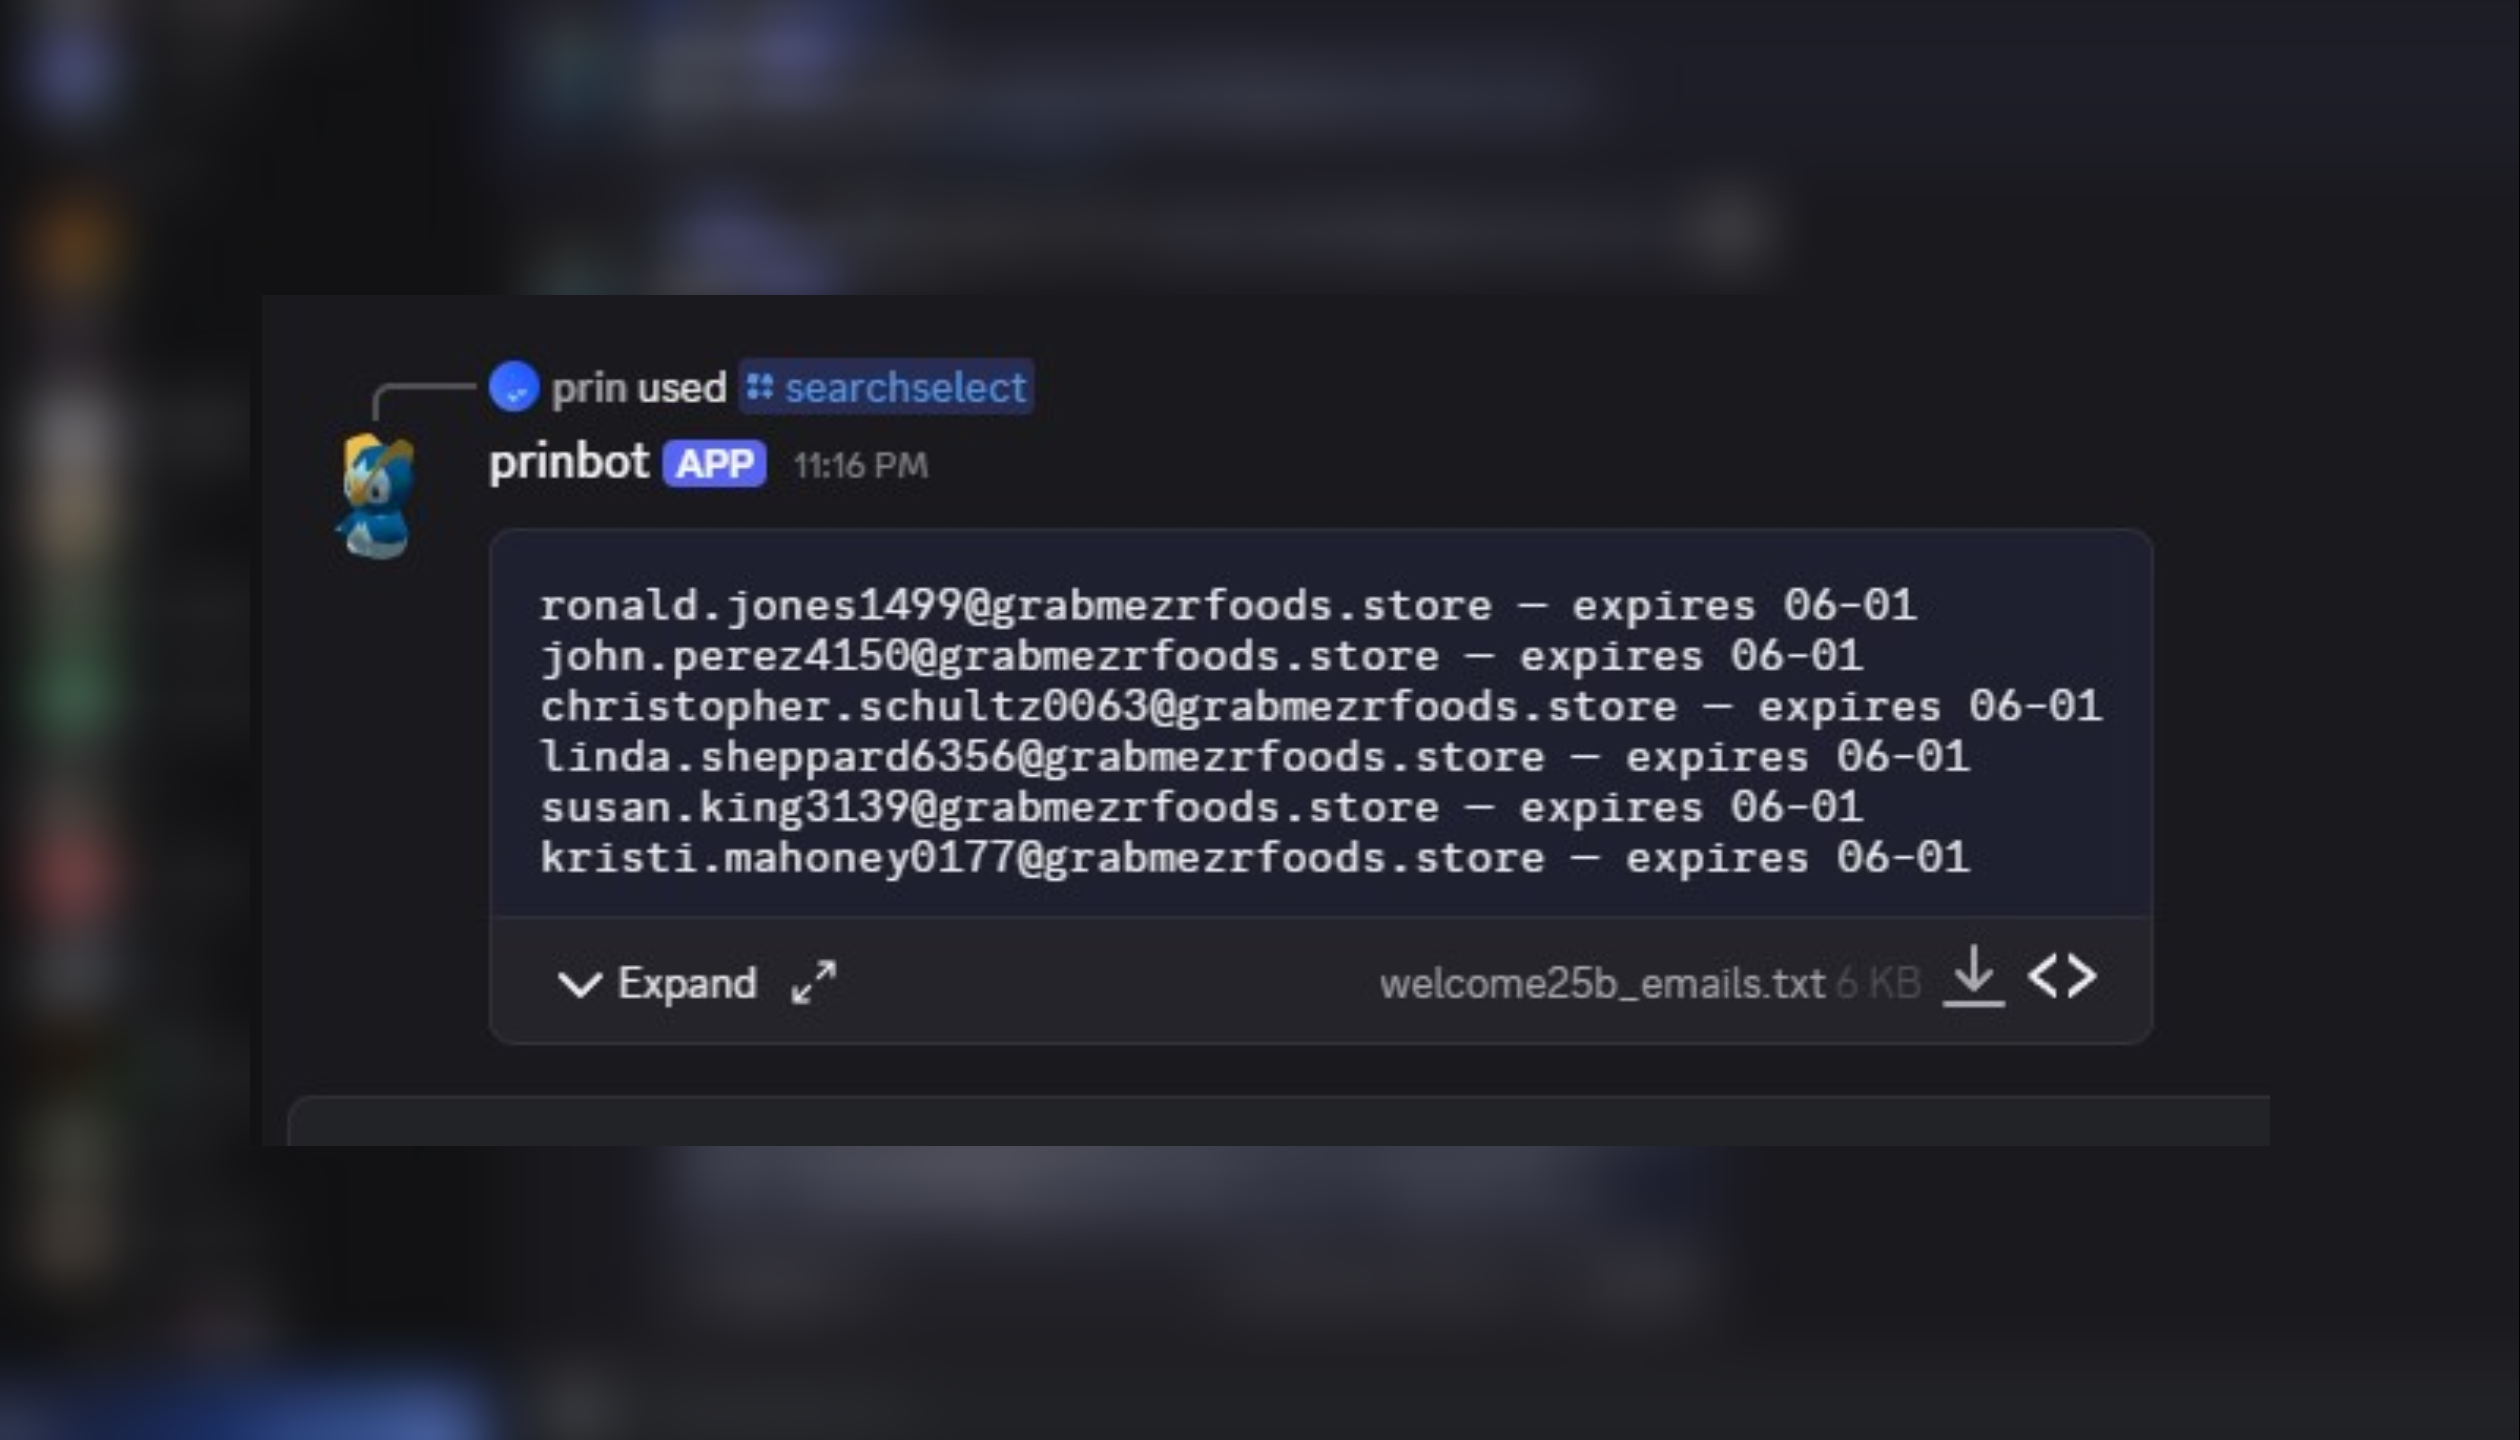 prin used searchselect
prinbot APP 11:16 PM
ronald.jones1499@grabmezrfoods.store — expires 06-01
john.perez4150@grabmezrfoods.store — expires 06-01
christopher.schultz0063@grabmezrfoods.store — expires 06-01
linda.sheppard6356@grabmezrfoods.store — expires 06-01
susan.king3139@grabmezrfoods.store — expires 06-01
kristi.mahoney0177@grabmezrfoods.store — expires 06-01
Expand welcome25b_emails.txt 6 KB